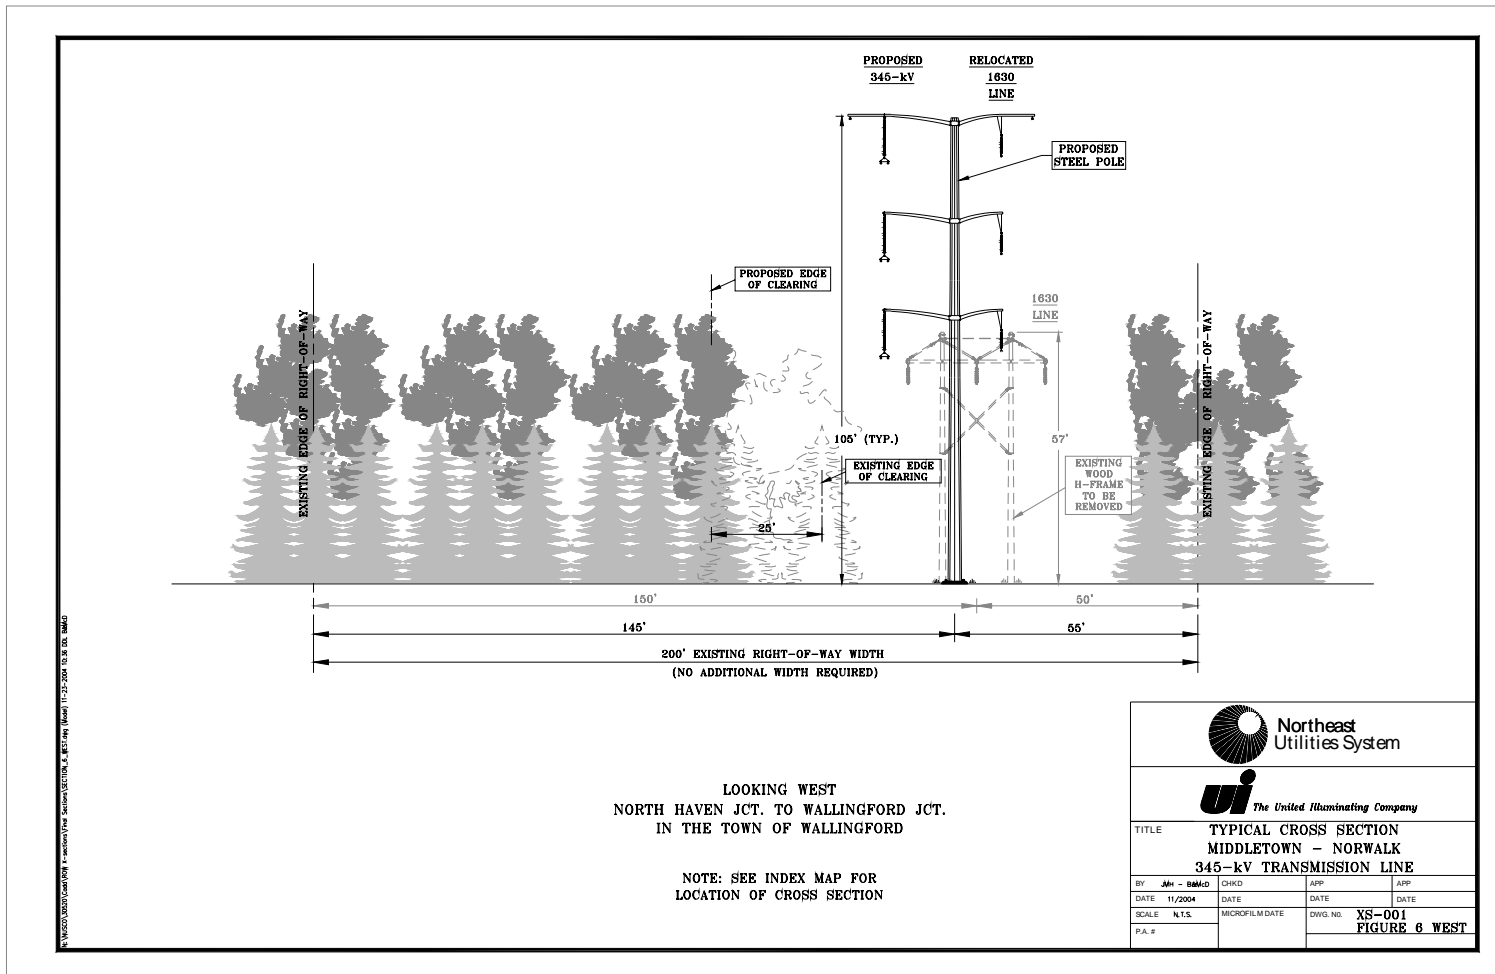 PROPOSED
345-kV
RELOCATED
1630
LINE
PROPOSED
STEEL POLE
PROPOSED EDGE
OF CLEARING
1630
LINE
EXISTING EDGE OF RIGHT-OF-WAY
EXISTING EDGE OF RIGHT-OF-WAY
105' (TYP.)
57'
EXISTING EDGE
OF CLEARING
EXISTING
WOOD
H-FRAME
TO BE
REMOVED
25'
150'
50'
145'
55'
200' EXISTING RIGHT-OF-WAY WIDTH
(NO ADDITIONAL WIDTH REQUIRED)
LOOKING WEST
NORTH HAVEN JCT. TO WALLINGFORD JCT.
IN THE TOWN OF WALLINGFORD
NOTE: SEE INDEX MAP FOR
LOCATION OF CROSS SECTION
Northeast
Utilities System
ui The United Illuminating Company
TITLE
TYPICAL CROSS SECTION
MIDDLETOWN - NORWALK
345-kV TRANSMISSION LINE
BY JMH - B&McD CHKD APP APP
DATE 11/2004 DATE DATE DATE
SCALE N.T.S. MICROFILM DATE DWG. NO. XS-001
FIGURE 6 WEST
P.A. #